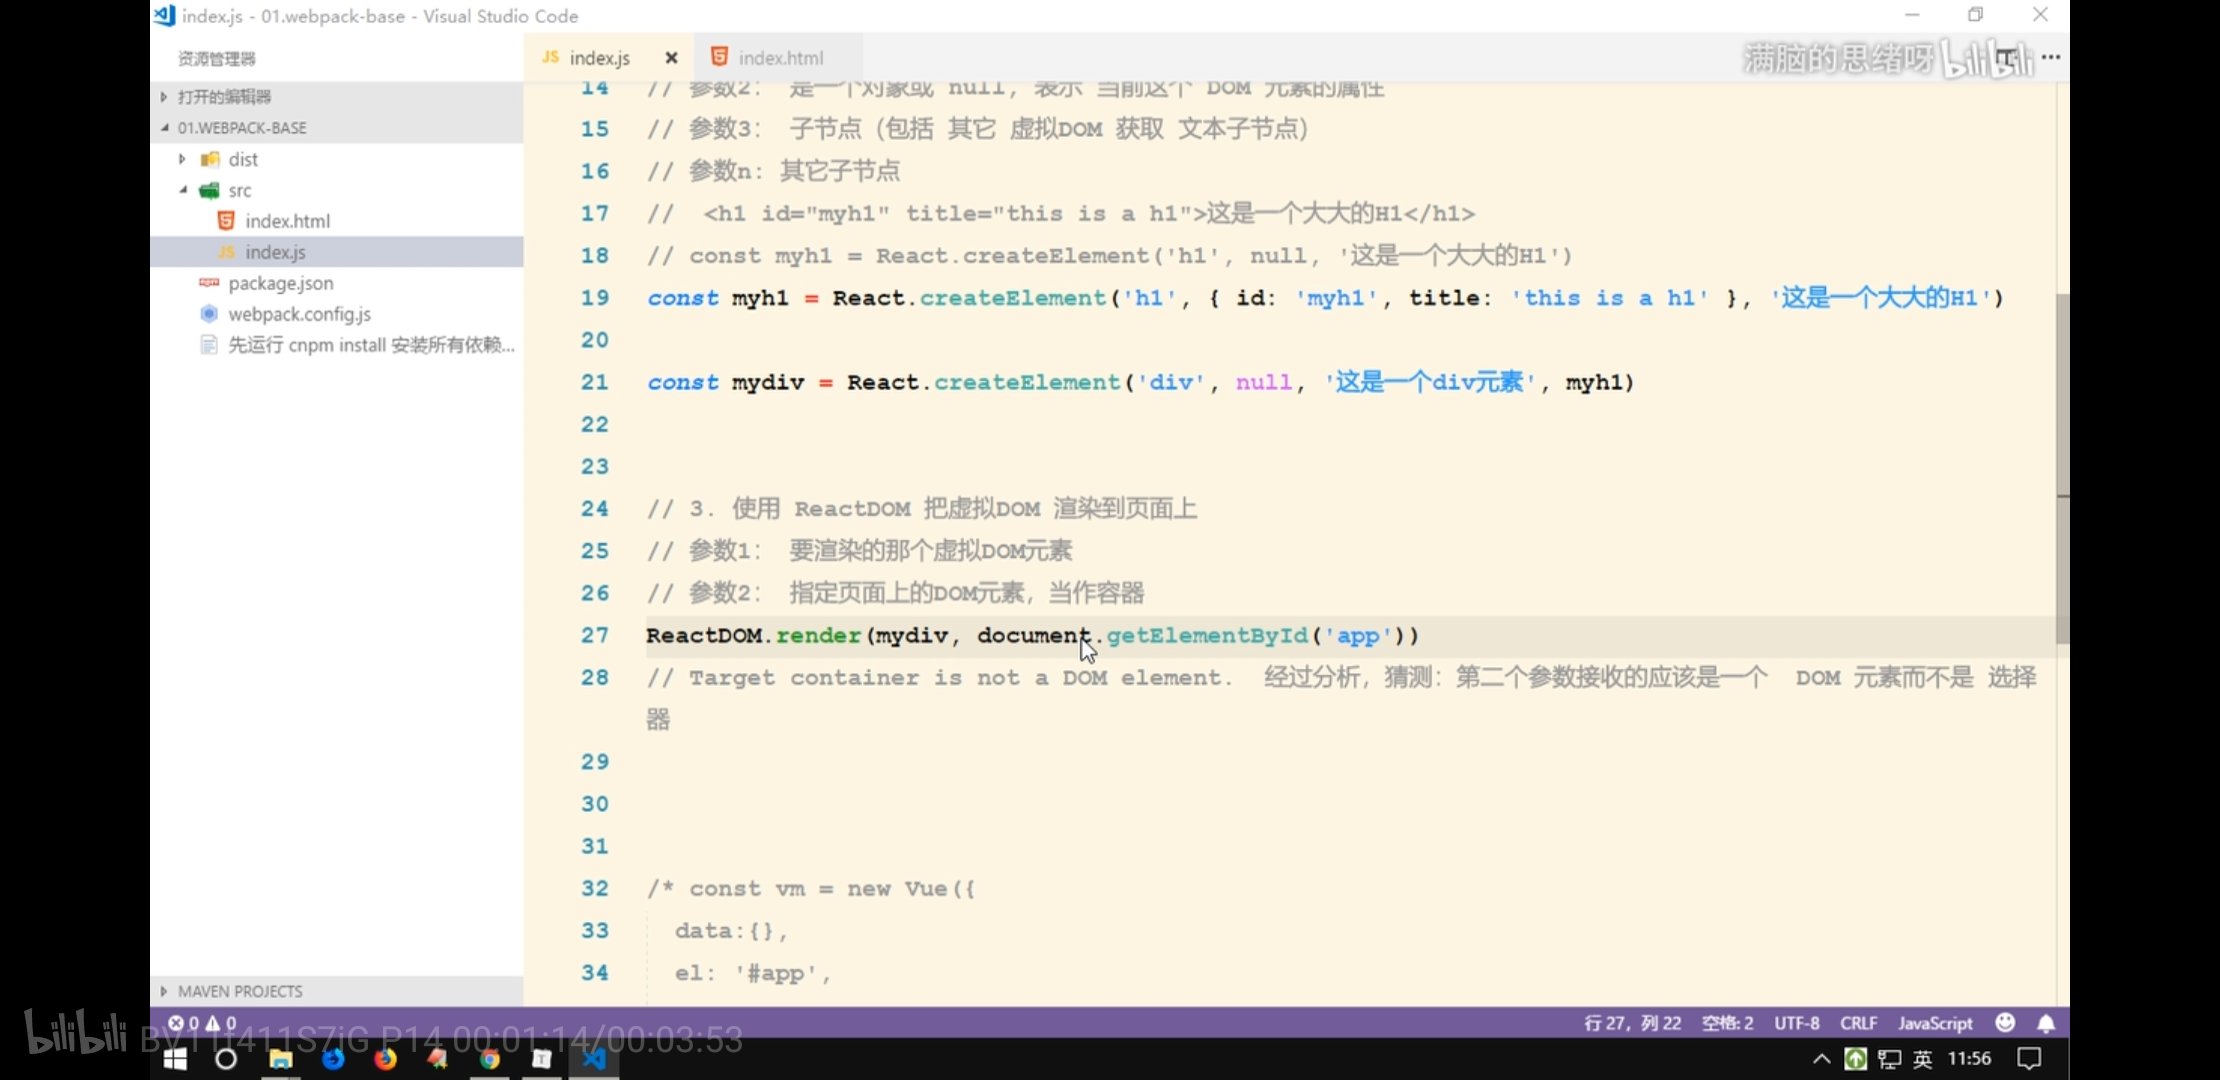 index.js - 01.webpack-base - Visual Studio Code
资源管理器
JS index.js
index.html
满脑的思绪呀 bilibili
打开的编辑器
01.WEBPACK-BASE
dist
src
index.html
JS index.js
package.json
webpack.config.js
先运行 cnpm install 安装所有依赖...
MAVEN PROJECTS
14 // 参数2： 是一个对象或 null, 表示 当前这个 DOM 元素的属性
15 // 参数3： 子节点（包括 其它 虚拟DOM 获取 文本子节点）
16 // 参数n: 其它子节点
17 //  <h1 id="myh1" title="this is a h1">这是一个大大的H1</h1>
18 // const myh1 = React.createElement('h1', null, '这是一个大大的H1')
19 const myh1 = React.createElement('h1', { id: 'myh1', title: 'this is a h1' }, '这是一个大大的H1')
20
21 const mydiv = React.createElement('div', null, '这是一个div元素', myh1)
22
23
24 // 3. 使用 ReactDOM 把虚拟DOM 渲染到页面上
25 // 参数1： 要渲染的那个虚拟DOM元素
26 // 参数2： 指定页面上的DOM元素，当作容器
27 ReactDOM.render(mydiv, document.getElementById('app'))
28 // Target container is not a DOM element.  经过分析，猜测：第二个参数接收的应该是一个  DOM 元素而不是 选择
器
29
30
31
32 /* const vm = new Vue({
33   data:{},
34   el: '#app',
0 0
行 27，列 22 空格: 2 UTF-8 CRLF JavaScript
bilibili BV11f411S7iG P14 00:01:14/00:03:53
英 11:56